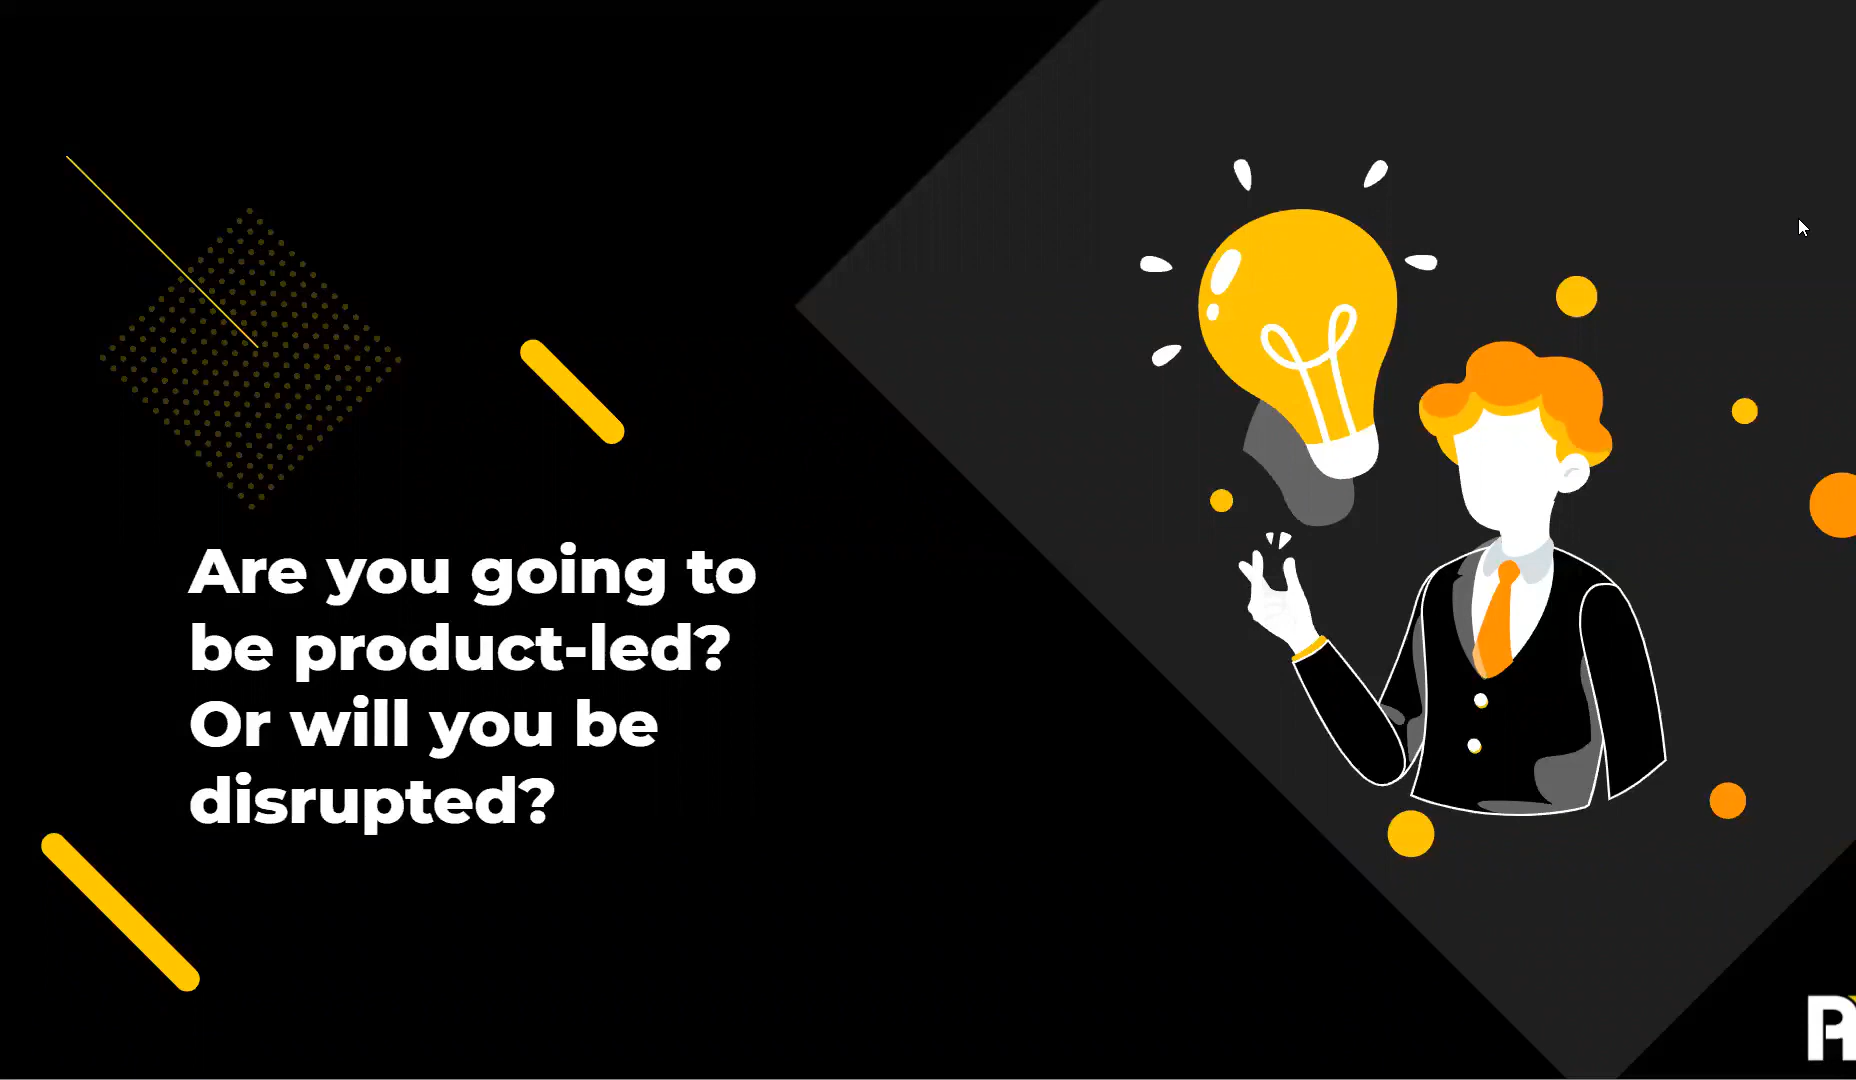 Are you going to
be product-led?
Or will you be
disrupted?